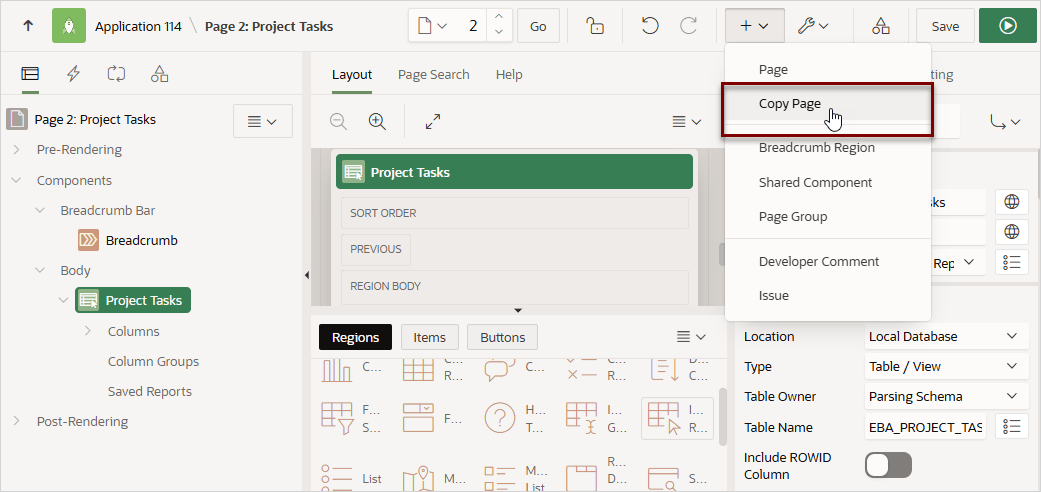 Application 114 \ Page 2: Project Tasks
2
Go
Save
Layout
Page Search
Help
Page 2: Project Tasks
Pre-Rendering
Components
Breadcrumb Bar
Breadcrumb
Body
Project Tasks
Columns
Column Groups
Saved Reports
Post-Rendering
Project Tasks
SORT ORDER
PREVIOUS
REGION BODY
Regions
Items
Buttons
C...
C...
R...
C...
C...
R...
D...
C...
F...
S...
F...
H...
T...
I...
G...
I...
R...
List
M...
M...
List
R...
D...
S...
Page
Copy Page
Breadcrumb Region
Shared Component
Page Group
Developer Comment
Issue
Location
Local Database
Type
Table / View
Table Owner
Parsing Schema
Table Name
EBA_PROJECT_TAS
Include ROWID
Column